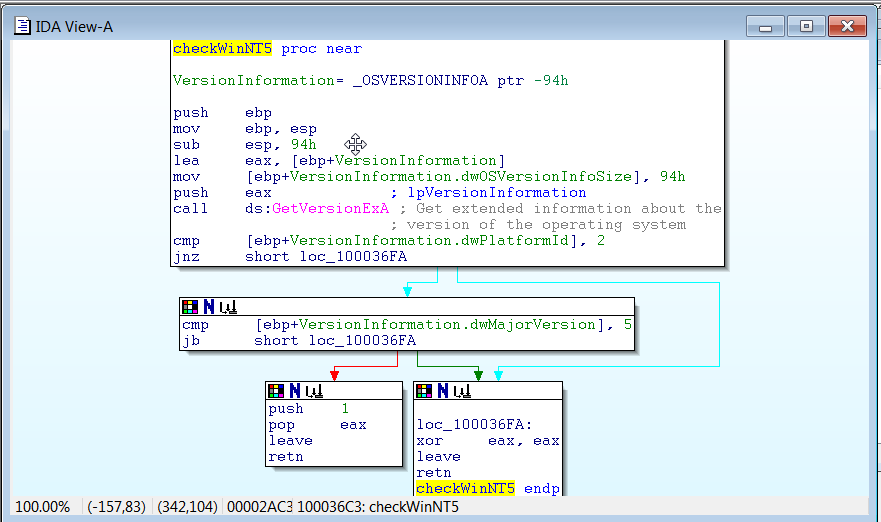 IDA View-A
checkWinNT5 proc near
VersionInformation= _OSVERSIONINFOA ptr -94h
push ebp
mov ebp, esp
sub esp, 94h
lea eax, [ebp+VersionInformation]
mov [ebp+VersionInformation.dwOSVersionInfoSize], 94h
push eax ; lpVersionInformation
call ds:GetVersionExA ; Get extended information about the
; version of the operating system
cmp [ebp+VersionInformation.dwPlatformId], 2
jnz short loc_100036FA
cmp [ebp+VersionInformation.dwMajorVersion], 5
jb short loc_100036FA
push 1
pop eax
leave
retn
loc_100036FA:
xor eax, eax
leave
retn
checkWinNT5 endp
100.00% (-157,83) (342,104) 00002AC3 100036C3: checkWinNT5